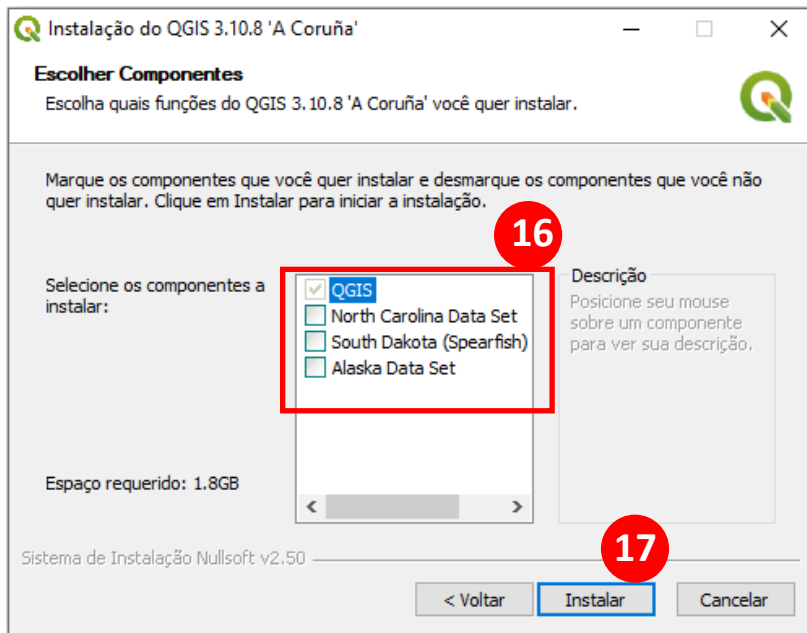 Instalação do QGIS 3.10.8 'A Coruña'
Escolher Componentes
Escolha quais funções do QGIS 3.10.8 'A Coruña' você quer instalar.
Marque os componentes que você quer instalar e desmarque os componentes que você não
quer instalar. Clique em Instalar para iniciar a instalação.
16
Selecione os componentes a
instalar:
QGIS
North Carolina Data Set
South Dakota (Spearfish)
Alaska Data Set
Descrição
Posicione seu mouse
sobre um componente
para ver sua descrição.
Espaço requerido: 1.8GB
Sistema de Instalação Nullsoft v2.50
17
< Voltar
Instalar
Cancelar